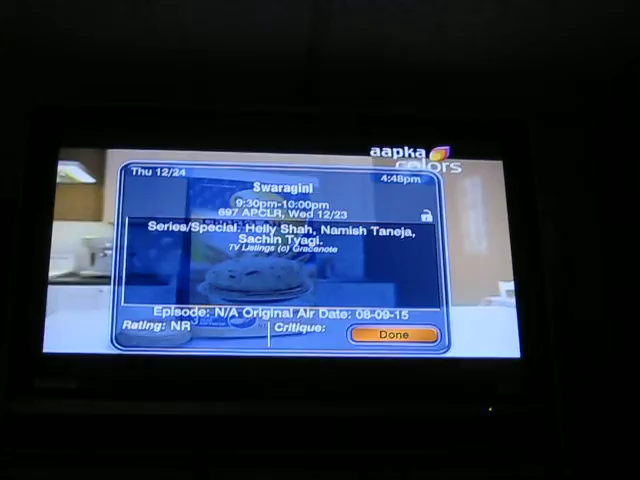 aapka
colors
Thu 12/24
4:48pm
Swaragini
9:30pm-10:00pm
697 APCLR, Wed 12/23
Series/Special. Helly Shah, Namish Taneja,
Sachin Tyagi.
TV Listings (c) Gracenote
Episode: N/A Original Air Date: 08-09-15
Rating: NR
Critique:
Done